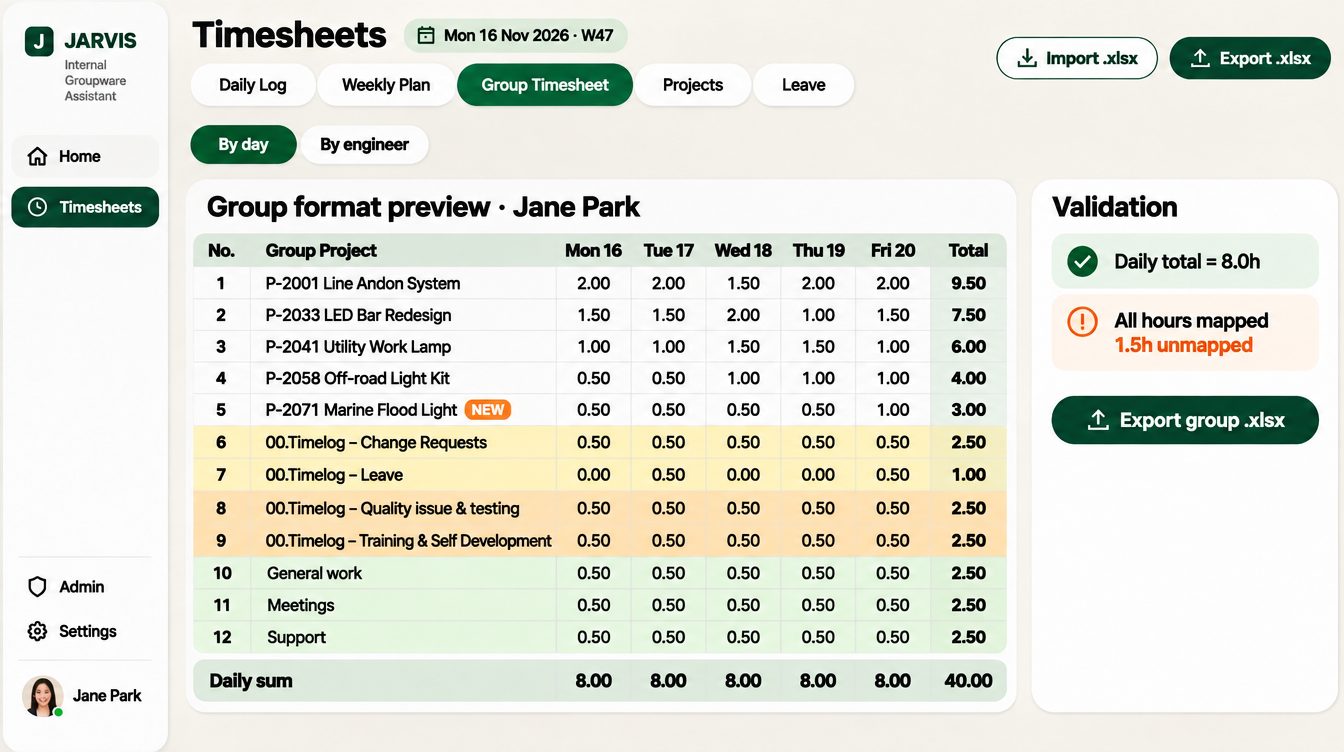 J JARVIS
Internal
Groupware
Assistant
Home
Timesheets
Admin
Settings
Jane Park
Timesheets Mon 16 Nov 2026 · W47
Import .xlsx Export .xlsx
Daily Log Weekly Plan Group Timesheet Projects Leave
By day By engineer
Group format preview · Jane Park
No. Group Project Mon 16 Tue 17 Wed 18 Thu 19 Fri 20 Total
1 P-2001 Line Andon System 2.00 2.00 1.50 2.00 2.00 9.50
2 P-2033 LED Bar Redesign 1.50 1.50 2.00 1.00 1.50 7.50
3 P-2041 Utility Work Lamp 1.00 1.00 1.50 1.50 1.00 6.00
4 P-2058 Off-road Light Kit 0.50 0.50 1.00 1.00 1.00 4.00
5 P-2071 Marine Flood Light NEW 0.50 0.50 0.50 0.50 1.00 3.00
6 00.Timelog – Change Requests 0.50 0.50 0.50 0.50 0.50 2.50
7 00.Timelog – Leave 0.00 0.50 0.00 0.00 0.50 1.00
8 00.Timelog – Quality issue & testing 0.50 0.50 0.50 0.50 0.50 2.50
9 00.Timelog – Training & Self Development 0.50 0.50 0.50 0.50 0.50 2.50
10 General work 0.50 0.50 0.50 0.50 0.50 2.50
11 Meetings 0.50 0.50 0.50 0.50 0.50 2.50
12 Support 0.50 0.50 0.50 0.50 0.50 2.50
Daily sum 8.00 8.00 8.00 8.00 8.00 40.00
Validation
Daily total = 8.0h
All hours mapped
1.5h unmapped
Export group .xlsx